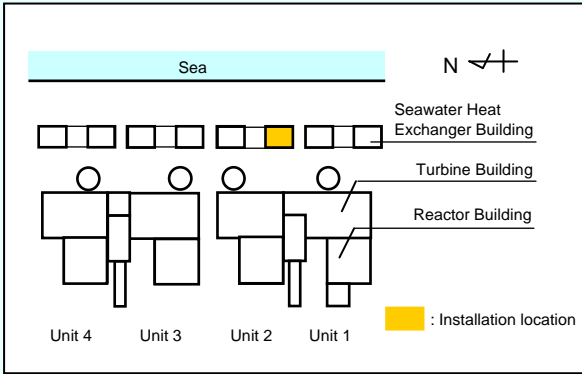 Sea
N
Seawater Heat
Exchanger Building
Turbine Building
Reactor Building
Unit 4
Unit 3
Unit 2
Unit 1
: Installation location